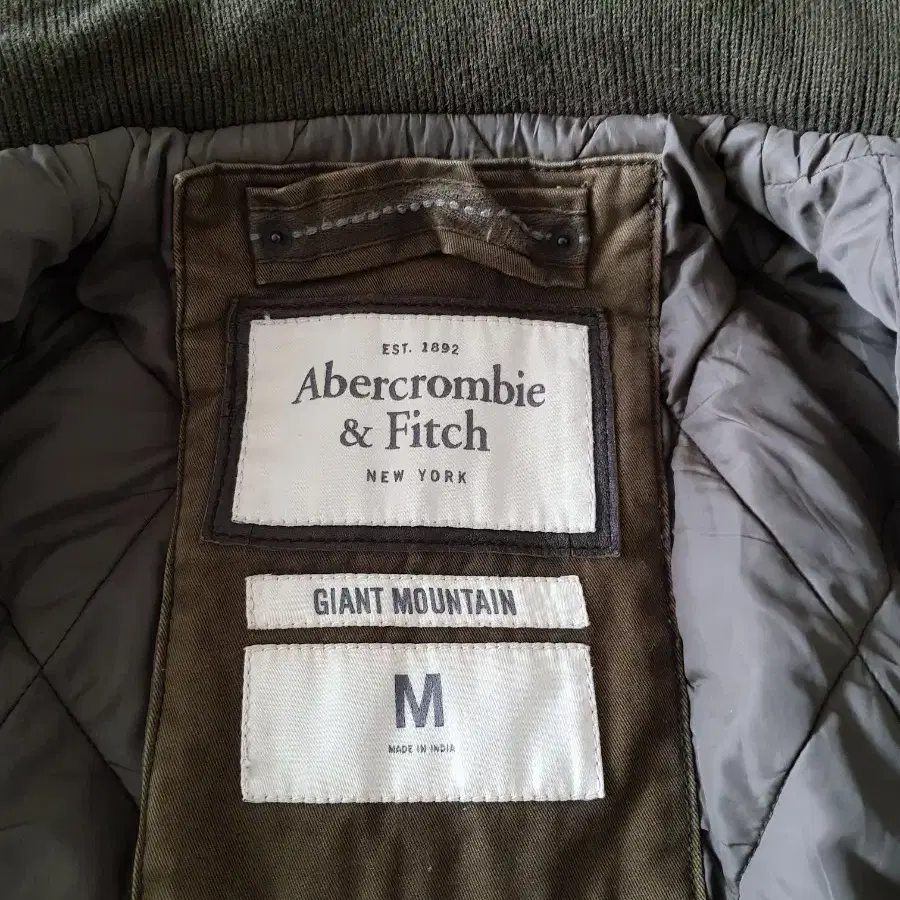 EST. 1892
Abercrombie
& Fitch
NEW YORK
GIANT MOUNTAIN
M
MADE IN INDIA